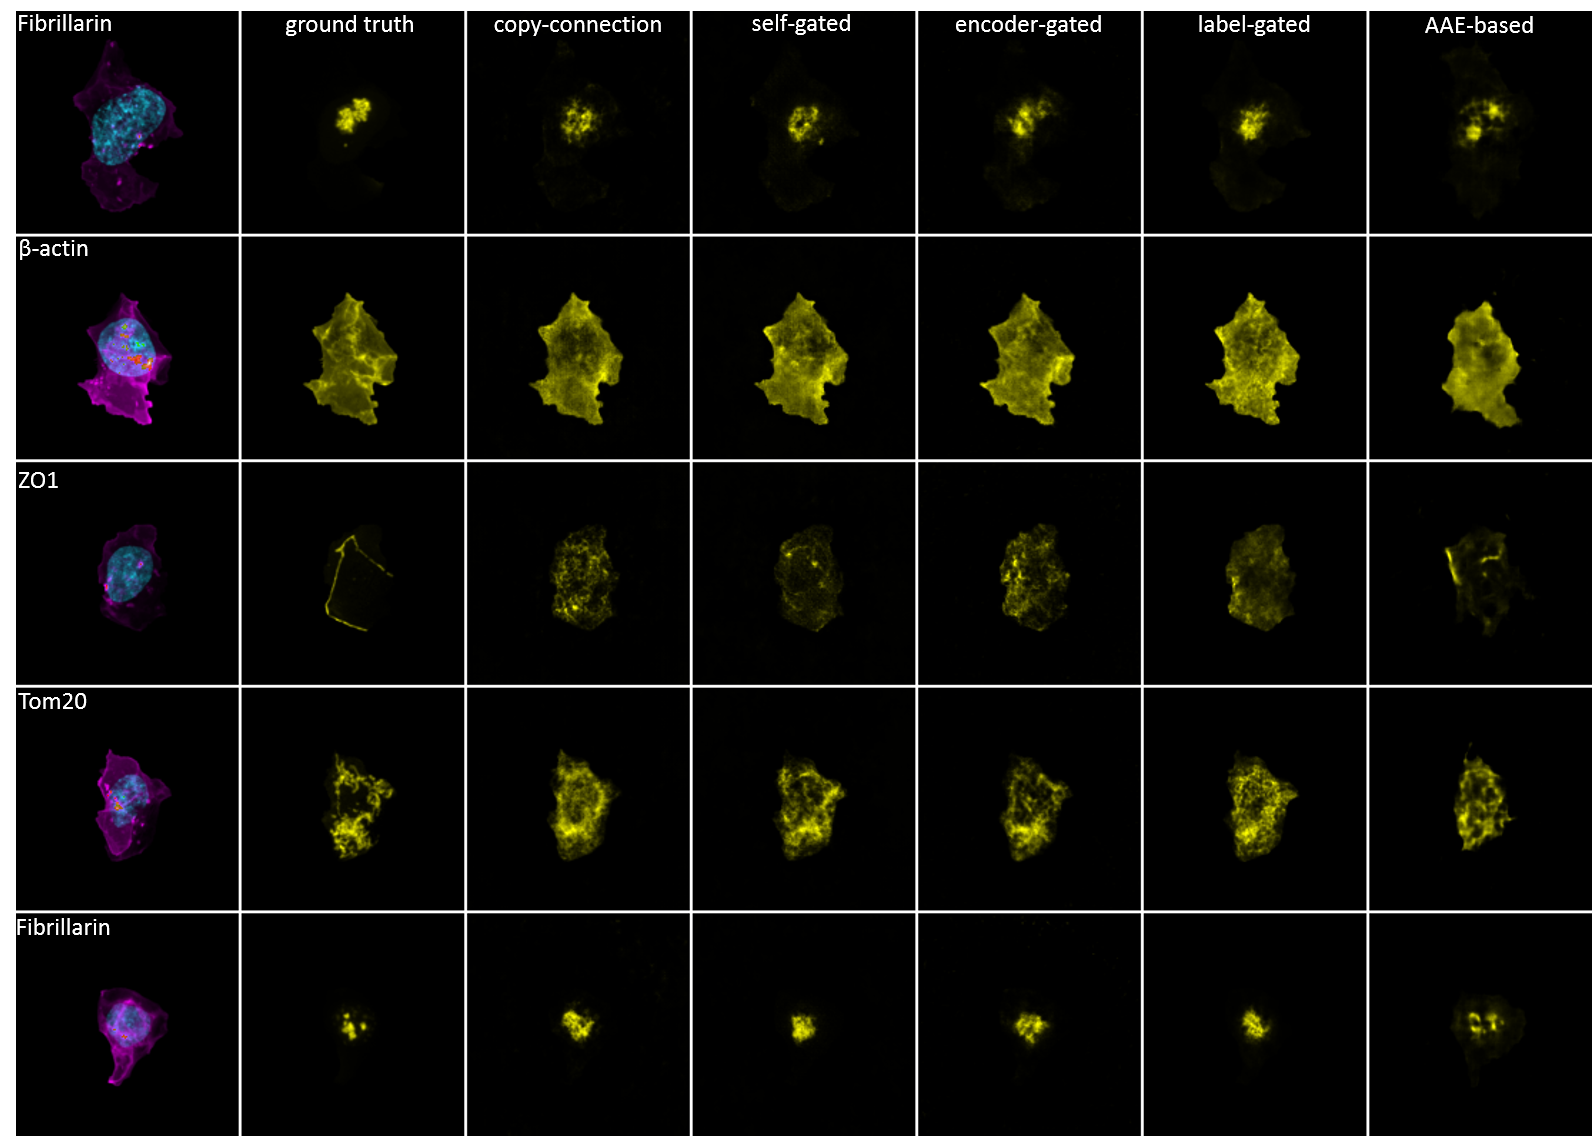 Fibrillarin ground truth copy-connection self-gated encoder-gated label-gated AAE-based
β-actin
ZO1
Tom20
Fibrillarin